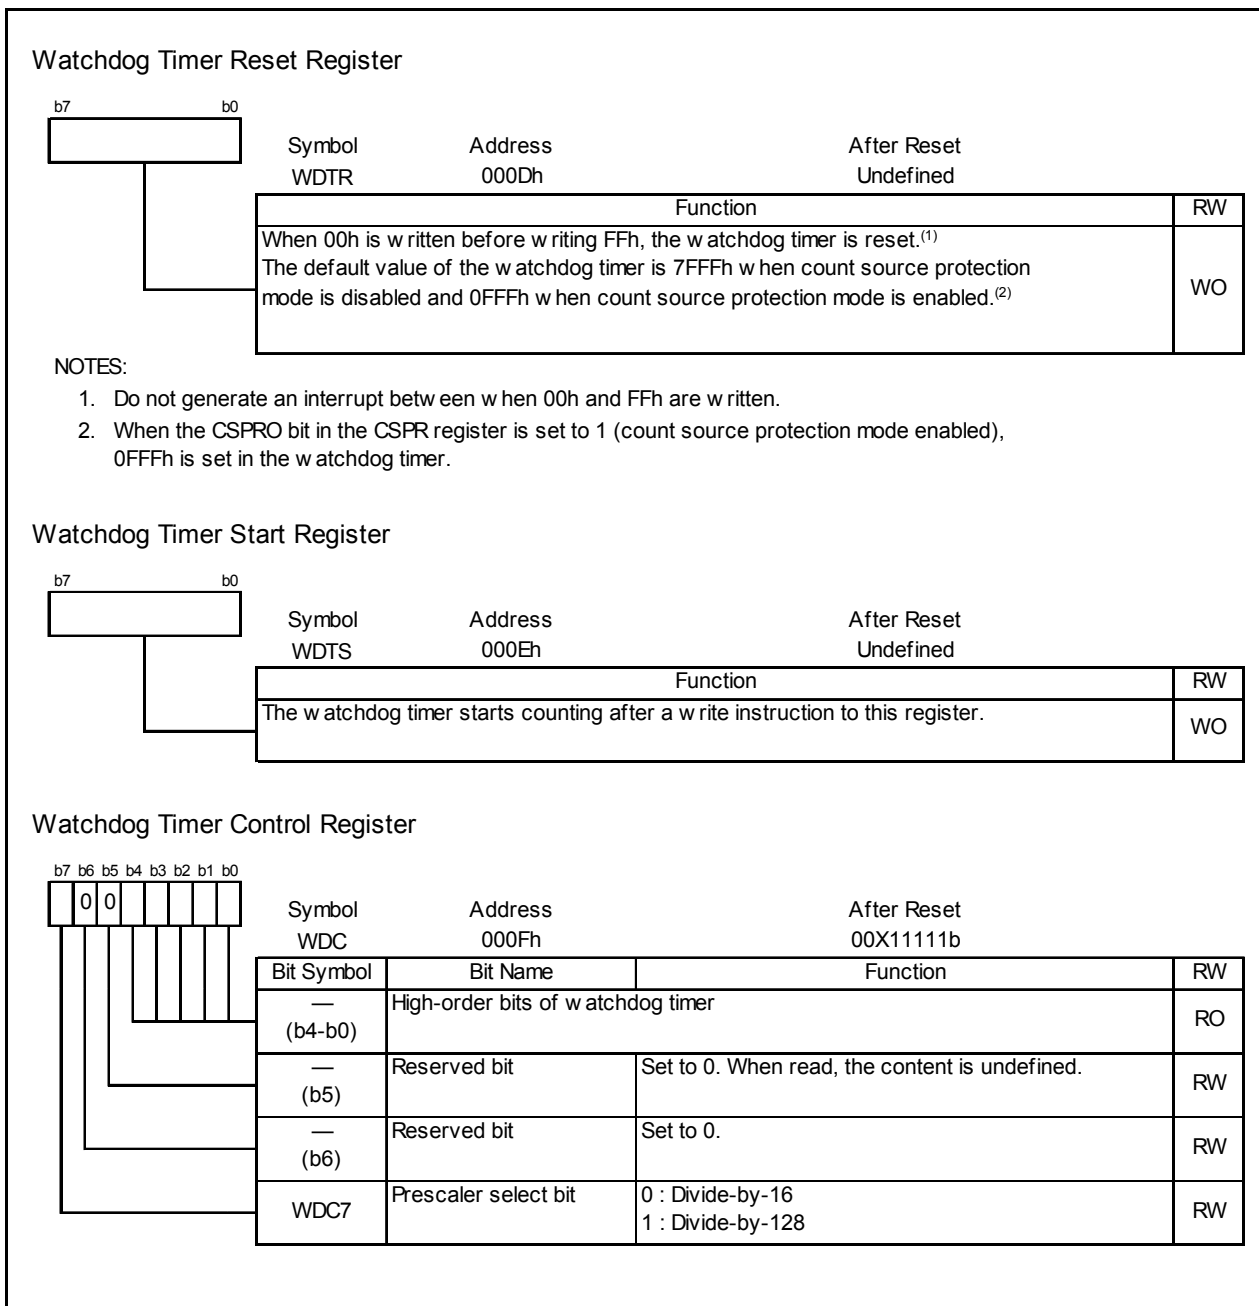 Watchdog Timer Reset Register
b7 b0
Symbol Address After Reset
WDTR 000Dh Undefined
Function RW
When 00h is written before writing FFh, the watchdog timer is reset.(1)
The default value of the watchdog timer is 7FFFh when count source protection
mode is disabled and 0FFFh when count source protection mode is enabled.(2)
WO
NOTES:
1. Do not generate an interrupt between when 00h and FFh are written.
2. When the CSPRO bit in the CSPR register is set to 1 (count source protection mode enabled),
0FFFh is set in the watchdog timer.
Watchdog Timer Start Register
b7 b0
Symbol Address After Reset
WDTS 000Eh Undefined
Function RW
The watchdog timer starts counting after a write instruction to this register.
WO
Watchdog Timer Control Register
b7 b6 b5 b4 b3 b2 b1 b0
0 0
Symbol Address After Reset
WDC 000Fh 00X11111b
Bit Symbol Bit Name Function RW
— High-order bits of watchdog timer
(b4-b0) RO
— Reserved bit Set to 0. When read, the content is undefined.
(b5) RW
— Reserved bit Set to 0.
(b6) RW
WDC7 Prescaler select bit 0 : Divide-by-16
1 : Divide-by-128 RW